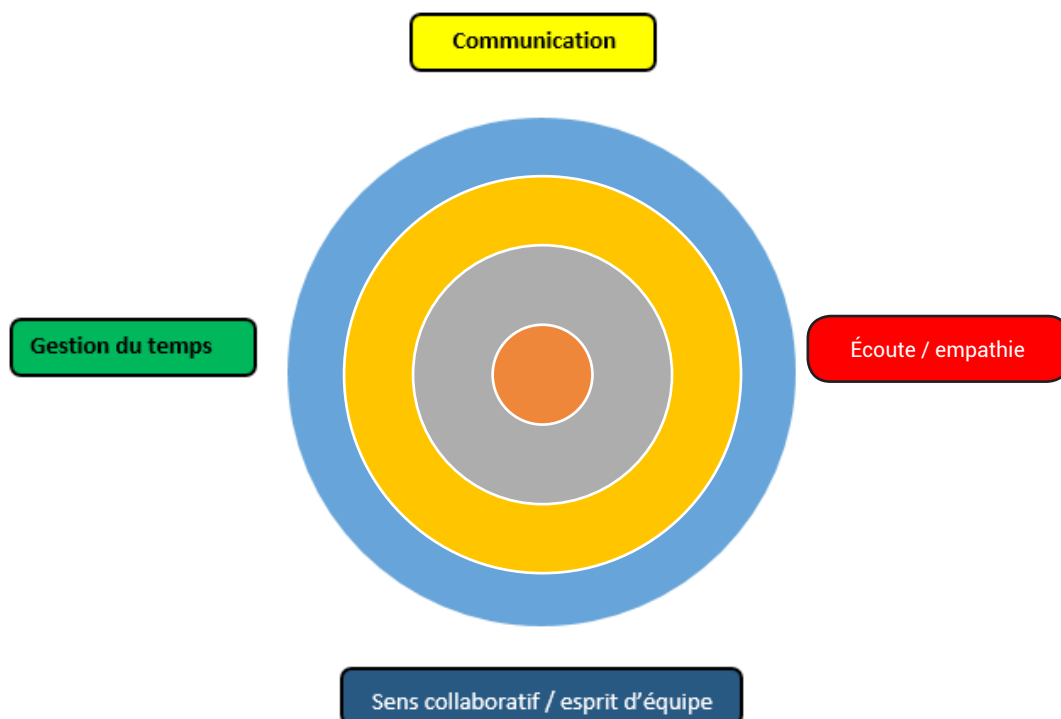 Communication
Gestion du temps
Écoute / empathie
Sens collaboratif / esprit d’équipe